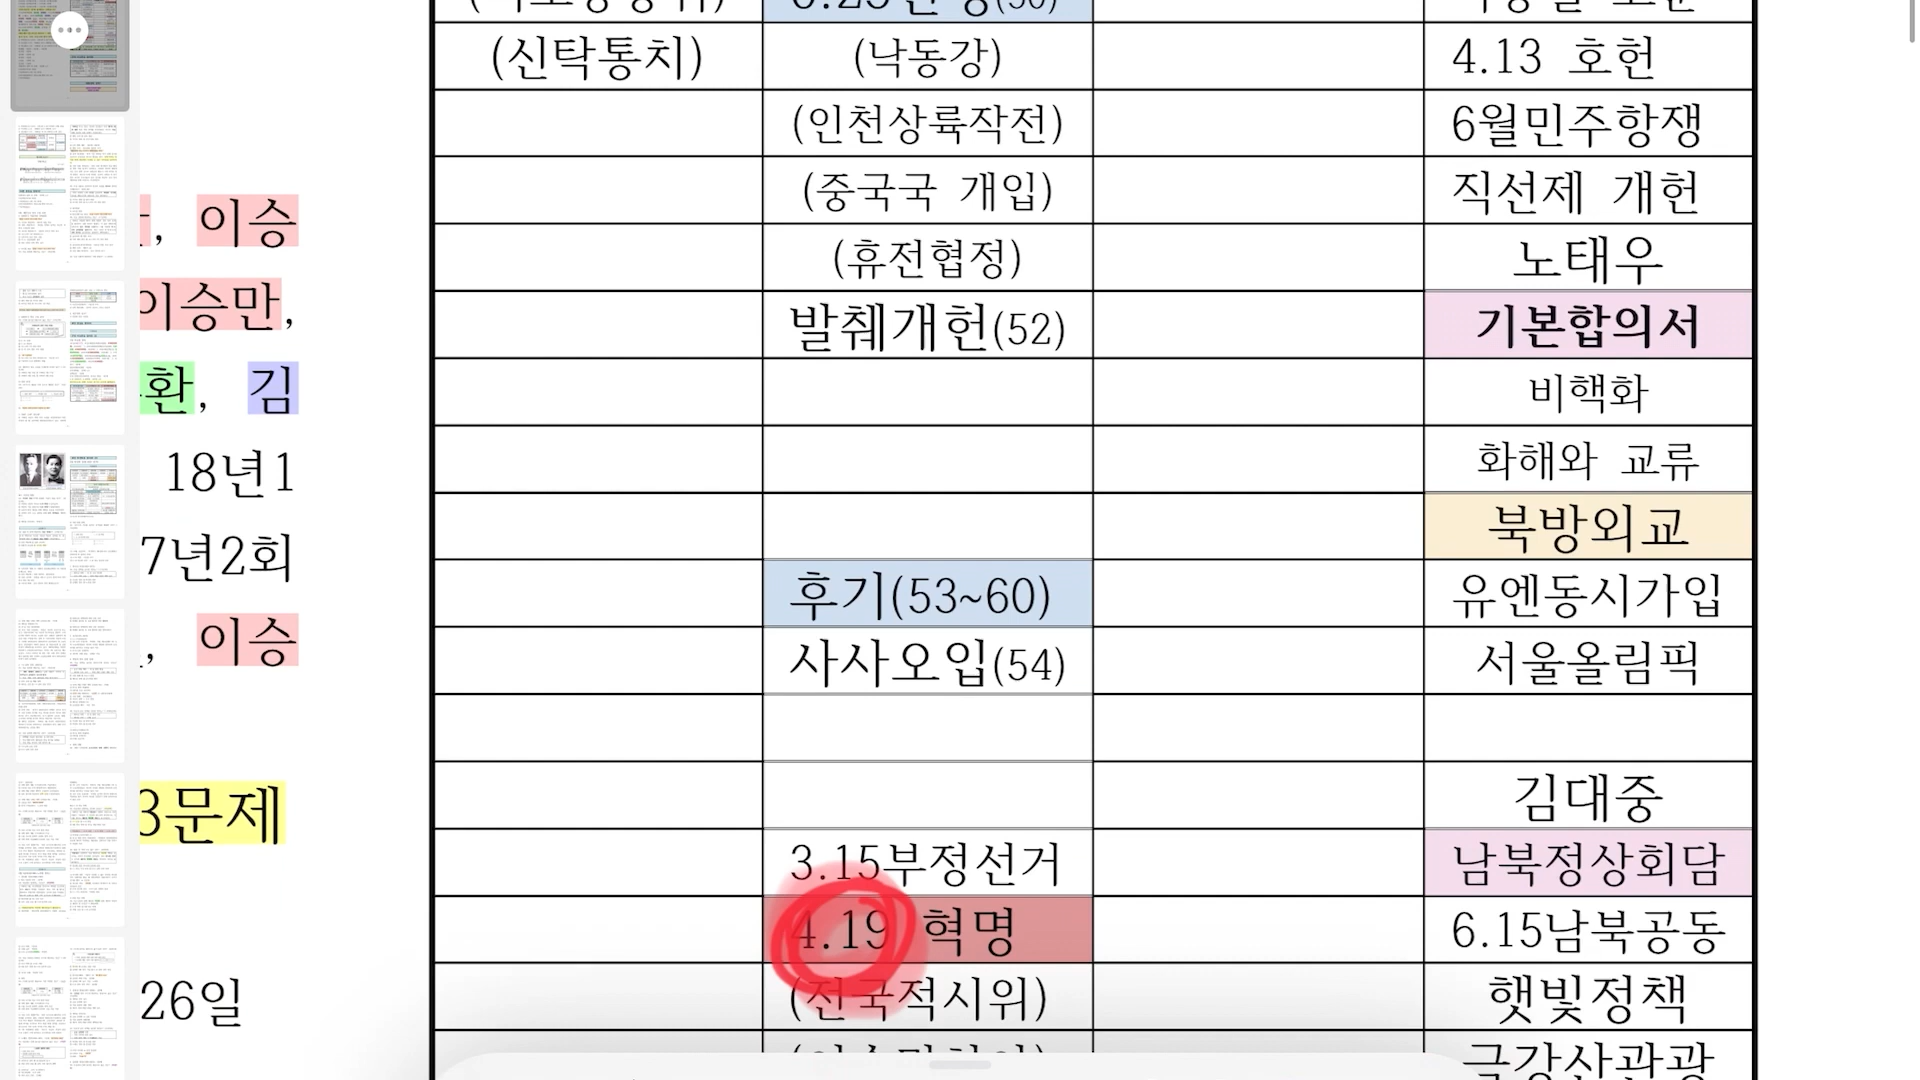 (신탁통치) (낙동강) 4.13 호헌
(인천상륙작전) 6월민주항쟁
, 이승 (중국국 개입) 직선제 개헌
(휴전협정) 노태우
이승만, 발췌개헌(52) 기본합의서
환, 김 비핵화
18년1 화해와 교류
7년2회 북방외교
후기(53~60) 유엔동시가입
, 이승 사사오입(54) 서울올림픽
3문제 김대중
3.15부정선거 남북정상회담
4.19 혁명 6.15남북공동
26일 (전국적시위) 햇빛정책
금강산관광